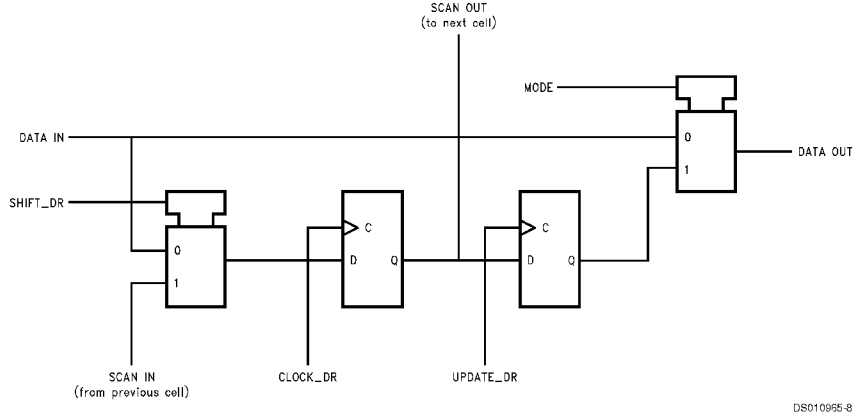 SCAN OUT
(to next cell)
MODE
DATA IN
0
DATA OUT
1
SHIFT_DR
C
C
0
D
Q
D
Q
1
SCAN IN
(from previous cell)
CLOCK_DR
UPDATE_DR
DS010965-8